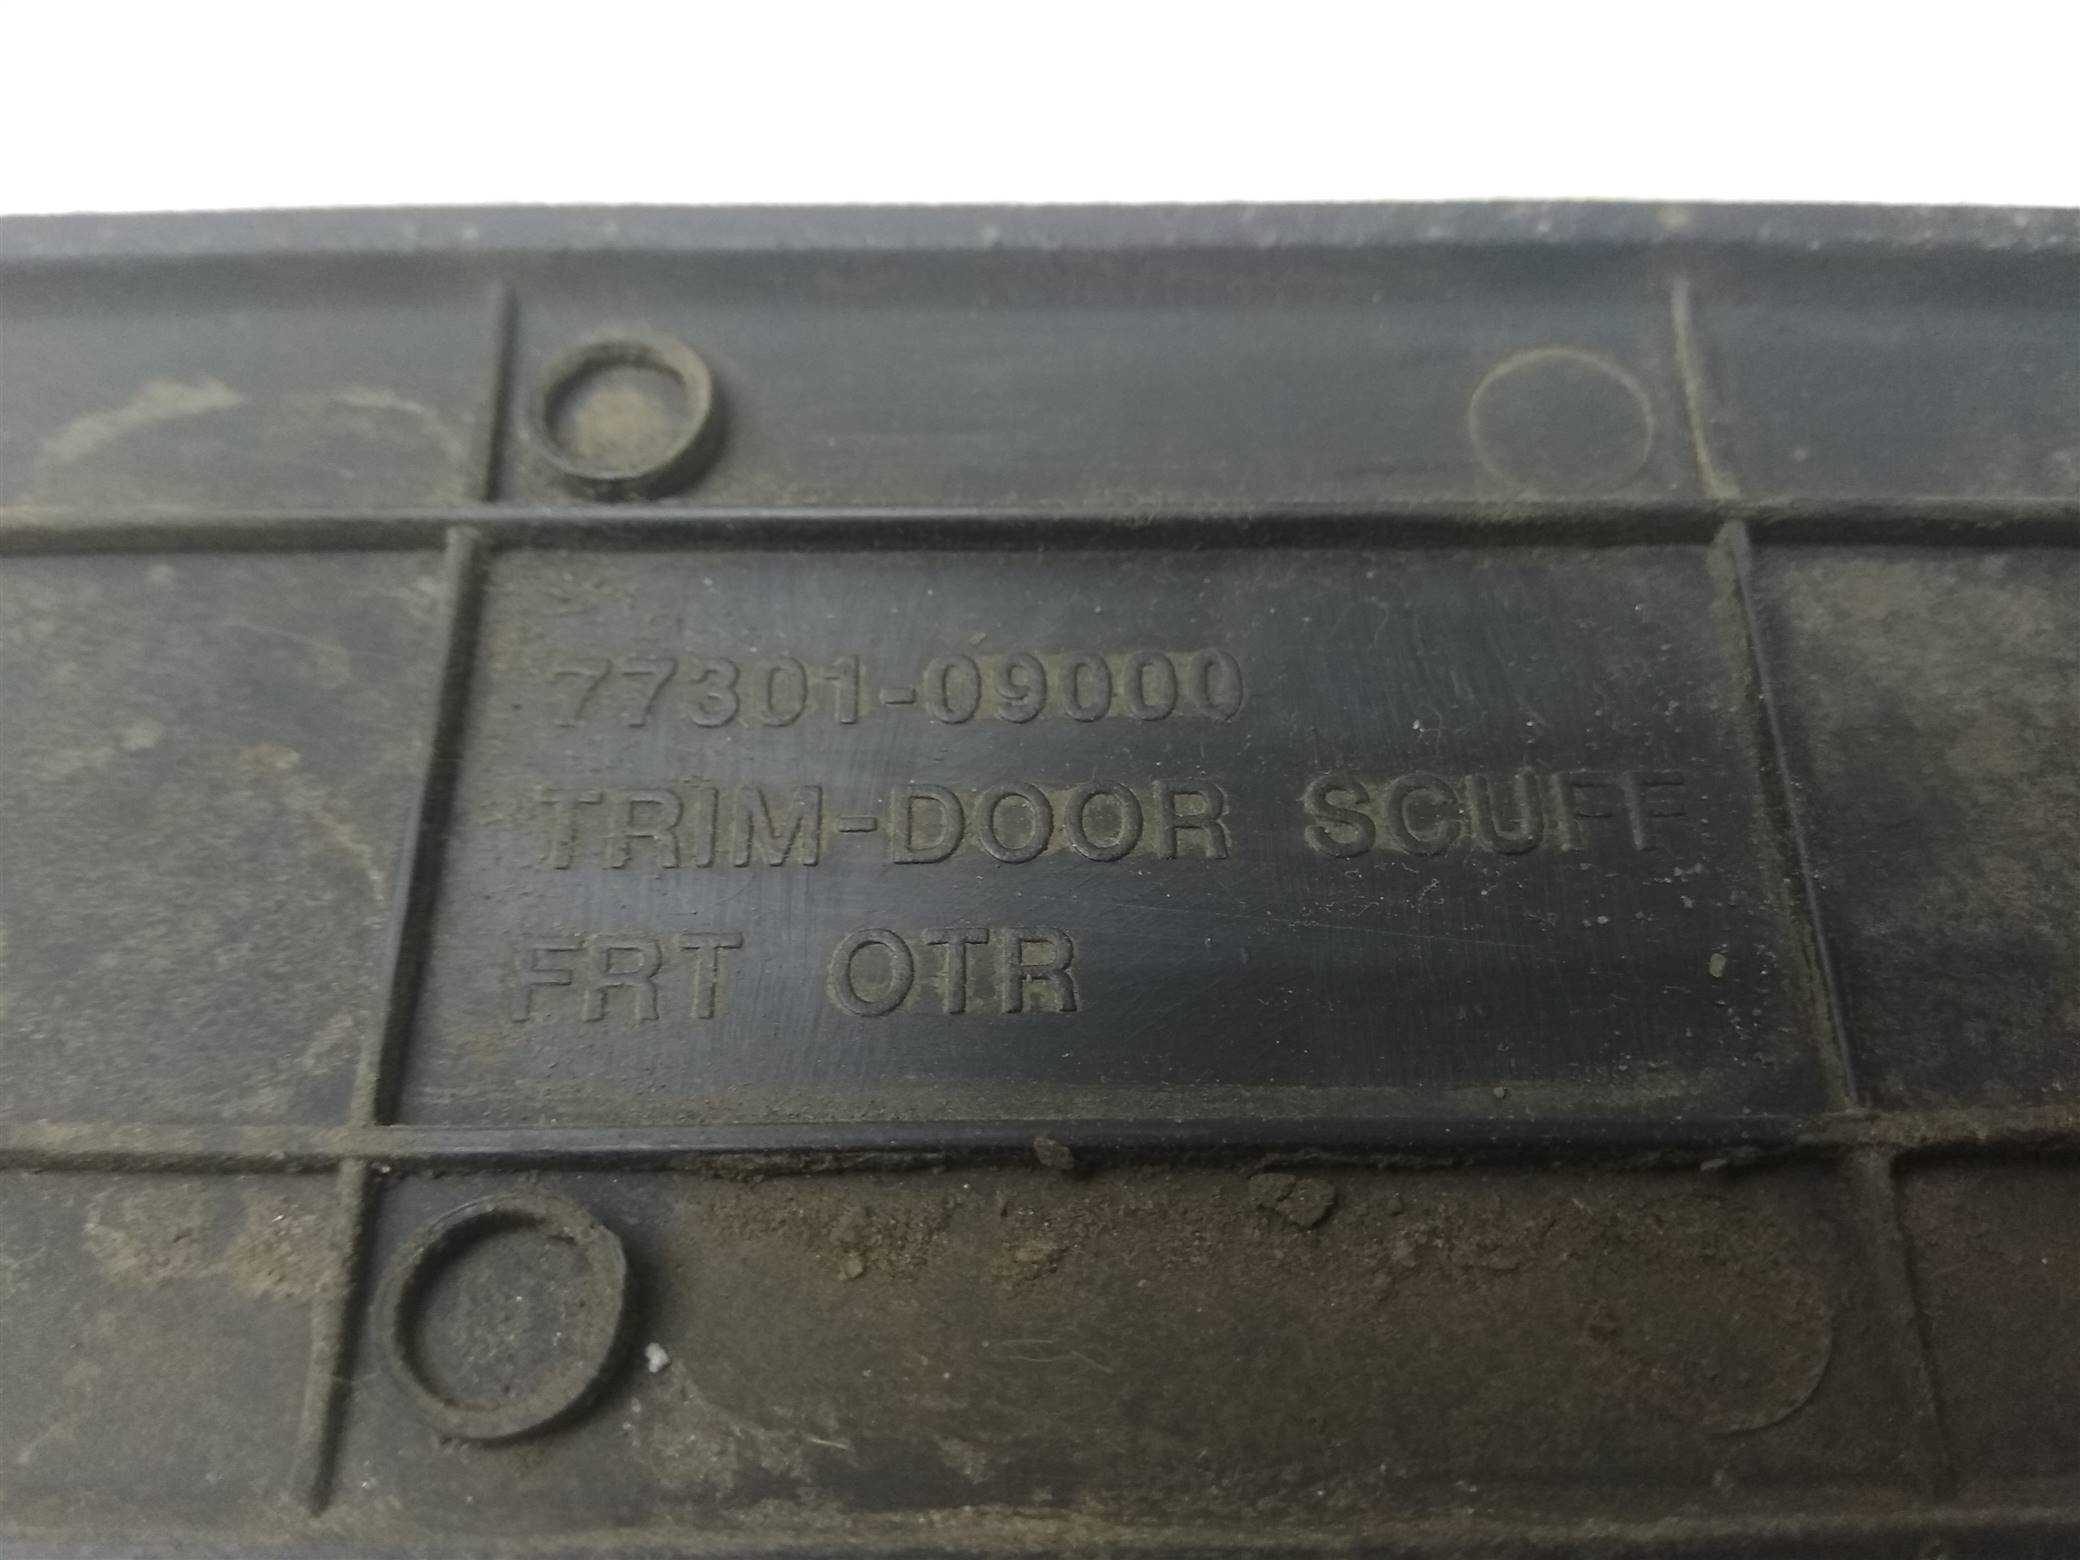 77301-09000
TRIM-DOOR SCUFF
FRT OTR